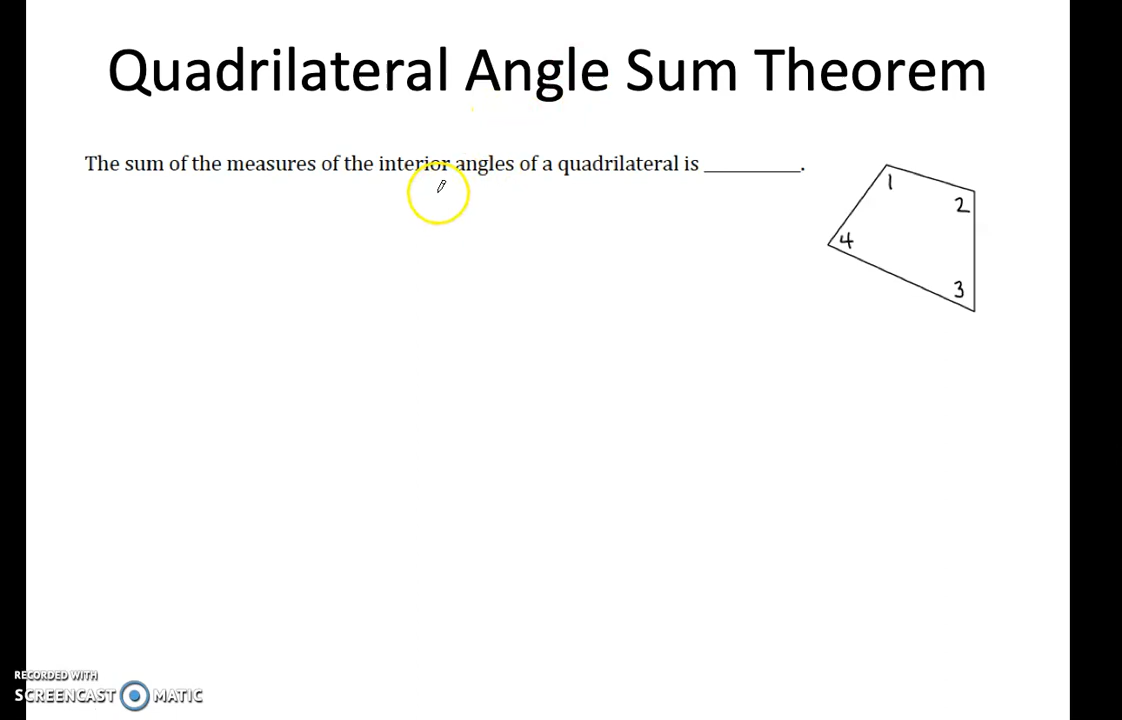 Quadrilateral Angle Sum Theorem
The sum of the measures of the interior angles of a quadrilateral is __________.
1
2
4
3
RECORDED WITH
SCREENCAST MATIC